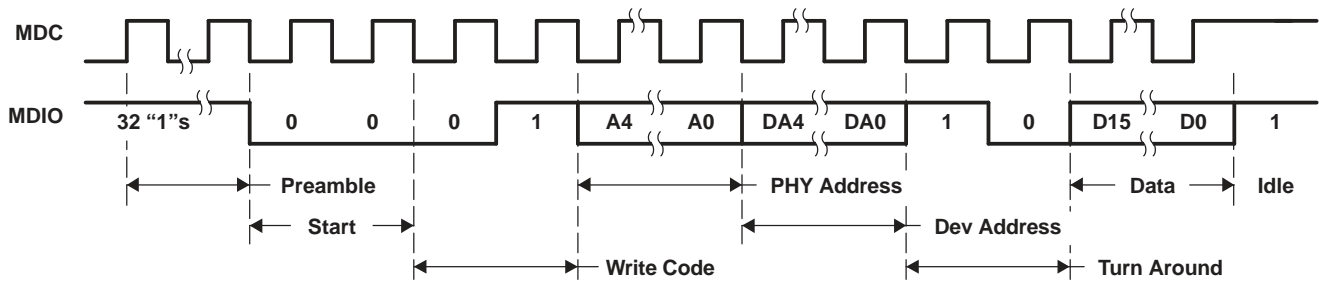 MDC
MDIO
32 “1”s 0 0 0 1 A4 A0 DA4 DA0 1 0 D15 D0 1
Preamble PHY Address Data Idle
Start Dev Address
Write Code Turn Around